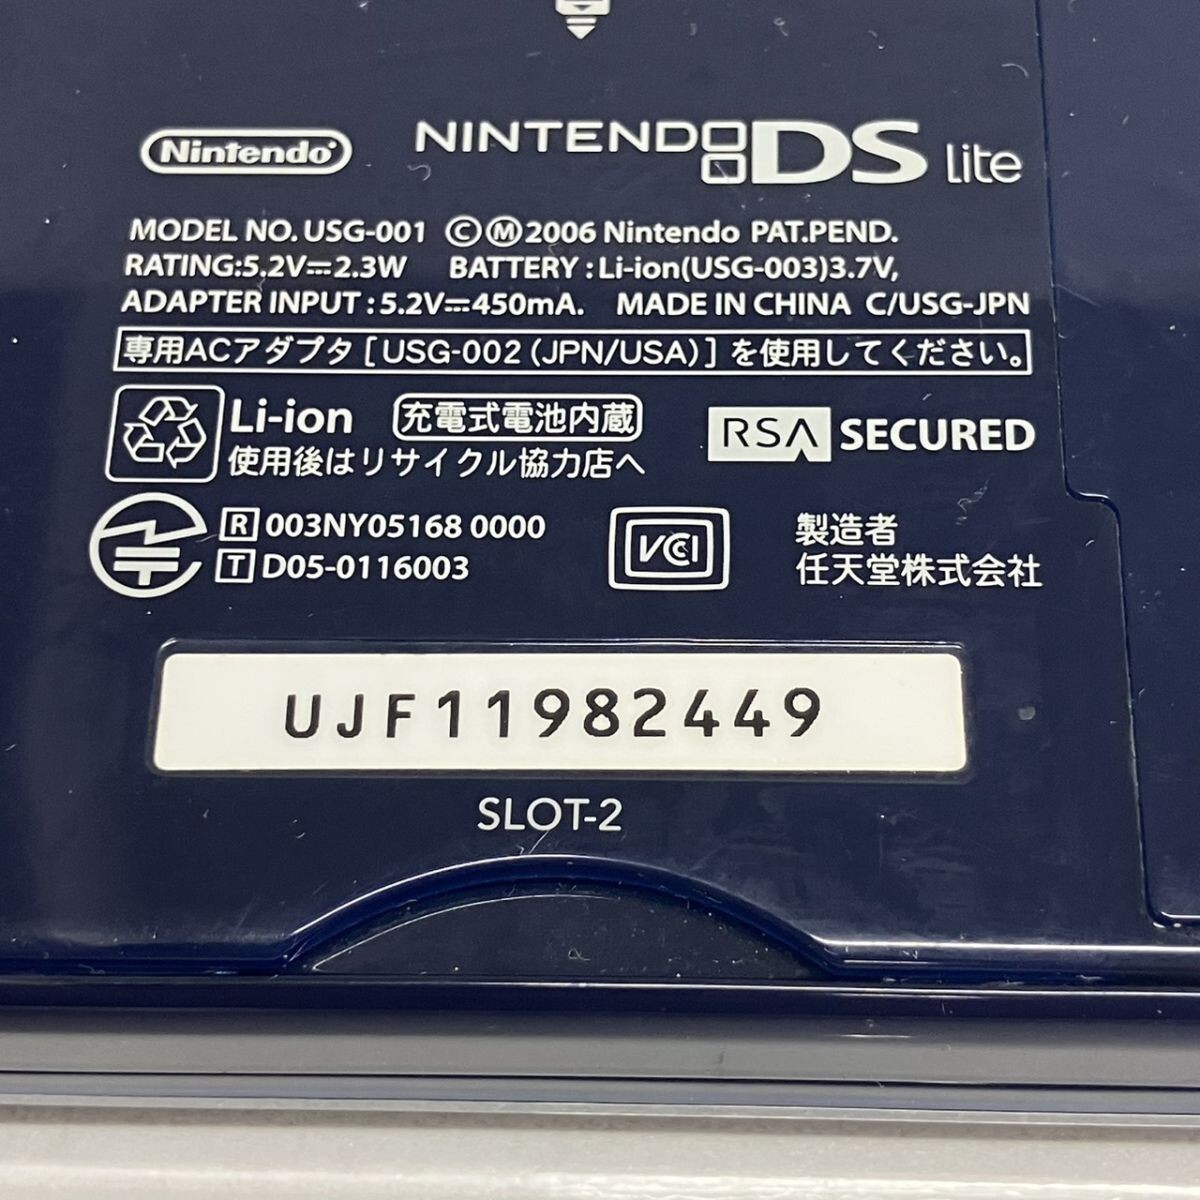 Nintendo NINTENDO DS Lite
MODEL NO. USG-001 ©Ⓜ2006 Nintendo PAT.PEND.
RATING:5.2V⎓2.3W BATTERY : Li-ion(USG-003)3.7V,
ADAPTER INPUT : 5.2V⎓450mA. MADE IN CHINA C/USG-JPN
専用ACアダプタ[USG-002(JPN/USA)]を使用してください。
Li-ion 充電式電池内蔵
使用後はリサイクル協力店へ
RSA SECURED
R 003NY05168 0000
T D05-0116003
VCCI
製造者
任天堂株式会社
UJF11982449
SLOT-2